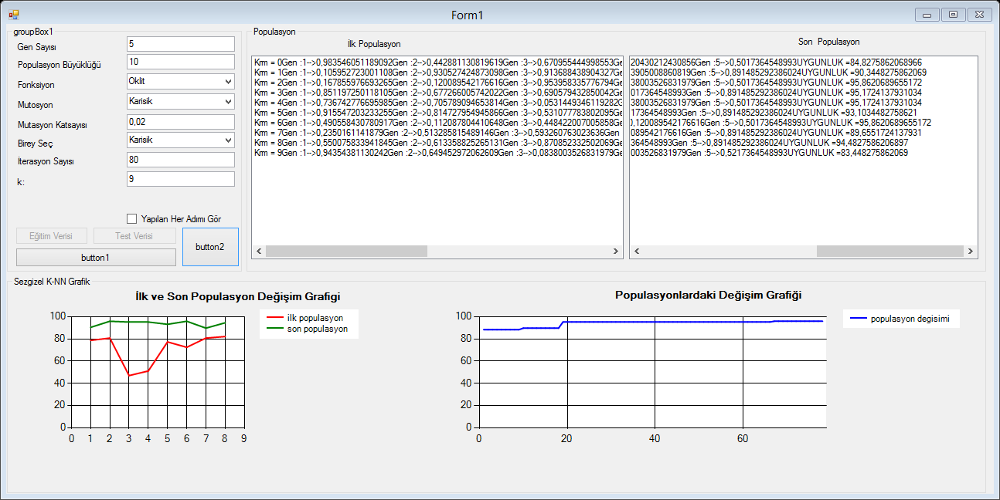 Form1
groupBox1
Gen Sayısı
5
Populasyon Büyüklüğü
10
Fonksiyon
Oklit
Mutosyon
Karisik
Mutasyon Katsayısı
0,02
Birey Seç
Karisik
İterasyon Sayısı
80
k:
9
Yapılan Her Adımı Gör
Eğitim Verisi
Test Verisi
button1
button2
Populasyon
İlk Populasyon
Km = 0Gen :1-->0,983546051189092Gen :2-->0,442881130819619Gen :3-->0,670955444998553Ge
Km = 1Gen :1-->0,105952723001108Gen :2-->0,930527424873098Gen :3-->0,913688438904327Ge
Km = 2Gen :1-->0,167855976693265Gen :2-->0,120089542176616Gen :3-->0,953958335776794Ge
Km = 3Gen :1-->0,851197250118105Gen :2-->0,677266005742022Gen :3-->0,690579432850042Ge
Km = 4Gen :1-->0,736742776695985Gen :2-->0,705789094653814Gen :3-->0,0531449346119282G
Km = 5Gen :1-->0,915547203233255Gen :2-->0,814727954945866Gen :3-->0,531077783802095Ge
Km = 6Gen :1-->0,490558430780917Gen :2-->0,112087804410648Gen :3-->0,448422007005858Ge
Km = 7Gen :1-->0,2350161141879Gen :2-->0,513285815489146Gen :3-->0,593260763023636Gen
Km = 8Gen :1-->0,550075833941845Gen :2-->0,613358825265131Gen :3-->0,870852332502069Ge
Km = 9Gen :1-->0,94354381130242Gen :2-->0,649452972062609Gen :3-->0,0838003526831979Ge
Son Populasyon
20430212430856Gen :5-->0,5017364548993UYGUNLUK =84,8275862068966
3905008860819Gen :5-->0,891485292386024UYGUNLUK =90,3448275862069
38003526831979Gen :5-->0,5017364548993UYGUNLUK =95,8620689655172
017364548993Gen :5-->0,891485292386024UYGUNLUK =95,1724137931034
38003526831979Gen :5-->0,5017364548993UYGUNLUK =95,1724137931034
17364548993Gen :5-->0,891485292386024UYGUNLUK =93,1034482758621
0,120089542176616Gen :5-->0,5017364548993UYGUNLUK =95,8620689655172
089542176616Gen :5-->0,891485292386024UYGUNLUK =89,6551724137931
364548993Gen :5-->0,891485292386024UYGUNLUK =94,4827586206897
003526831979Gen :5-->0,5217364548993UYGUNLUK =83,448275862069
Sezgizel K-NN Grafik
İlk ve Son Populasyon Değişim Grafigi
100
80
60
40
20
0
0 1 2 3 4 5 6 7 8 9
ilk populasyon
son populasyon
Populasyonlardaki Değişim Grafiği
100
80
60
40
20
0
0 20 40 60
populasyon degisimi